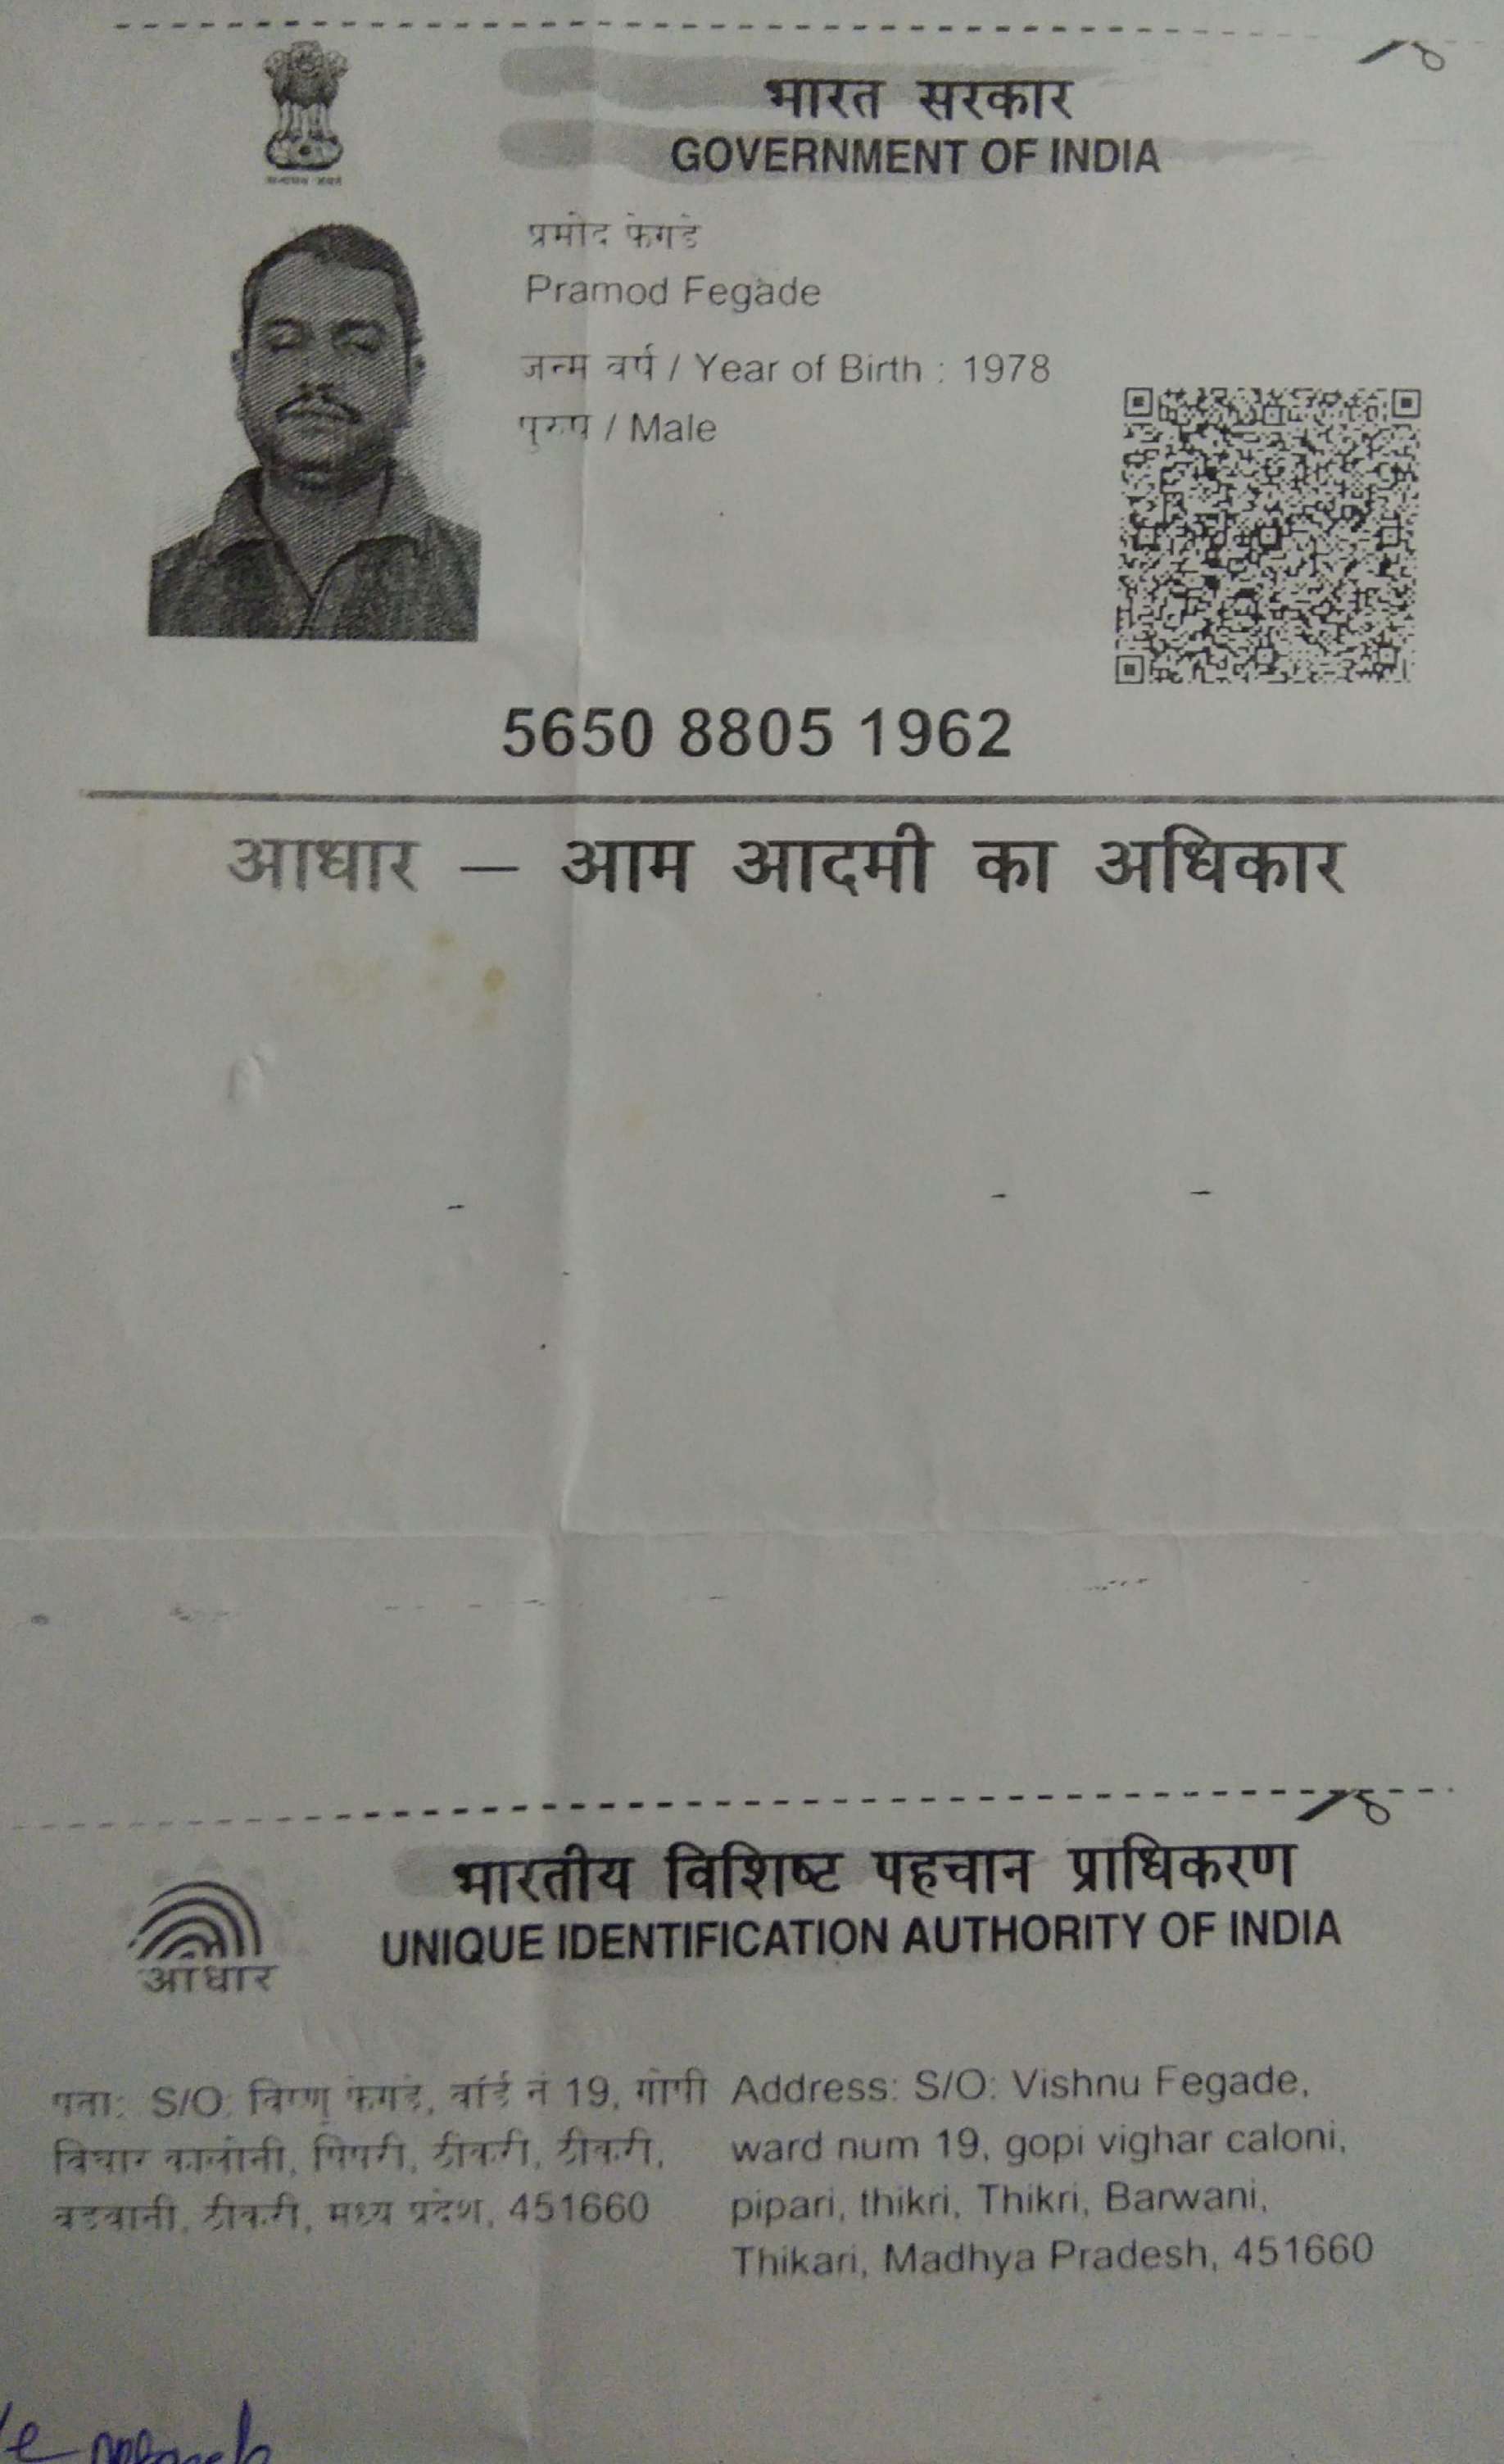 भारत सरकार
GOVERNMENT OF INDIA
प्रमोद फेगडे
Pramod Fegade
जन्म वर्ष / Year of Birth : 1978
पुरुष / Male
5650 8805 1962
आधार – आम आदमी का अधिकार
भारतीय विशिष्ट पहचान प्राधिकरण
UNIQUE IDENTIFICATION AUTHORITY OF INDIA
आधार
पता: S/O: विष्णु फेगडे, वॉर्ड नं 19, गोपी
विघार कालोनी, पिपरी, ठीकरी, ठीकरी,
बडवानी, ठीकरी, मध्य प्रदेश, 451660
Address: S/O: Vishnu Fegade,
ward num 19, gopi vighar caloni,
pipari, thikri, Thikri, Barwani,
Thikari, Madhya Pradesh, 451660